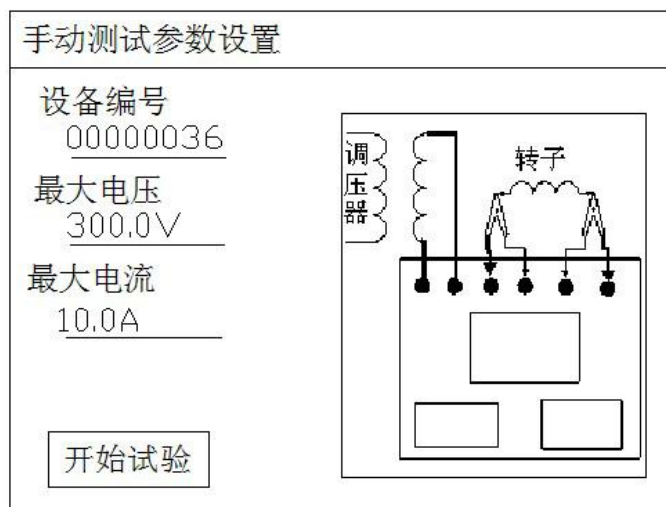 手动测试参数设置
设备编号
00000036
最大电压
300.0V
最大电流
10.0A
开始试验
调压器
转子